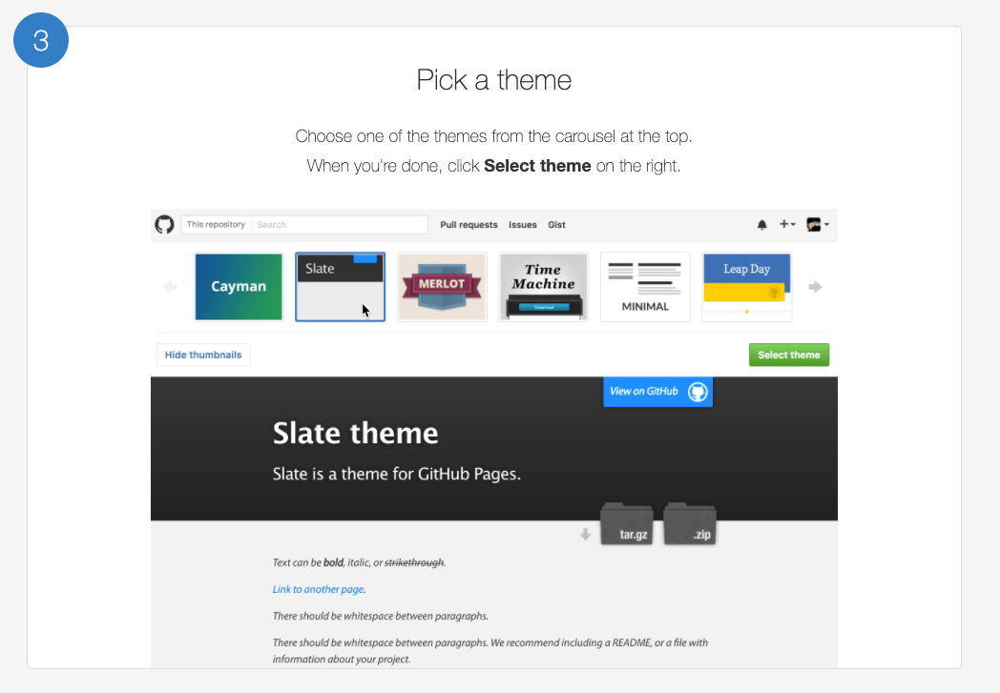 3
Pick a theme
Choose one of the themes from the carousel at the top.
When you're done, click Select theme on the right.
This repository Search Pull requests Issues Gist
Cayman
Slate
MERLOT
Time
Machine
Download
MINIMAL
Leap Day
Hide thumbnails
Select theme
View on GitHub
Slate theme
Slate is a theme for GitHub Pages.
tar.gz
.zip
Text can be bold, italic, or strikethrough.
Link to another page.
There should be whitespace between paragraphs.
There should be whitespace between paragraphs. We recommend including a README, or a file with
information about your project.